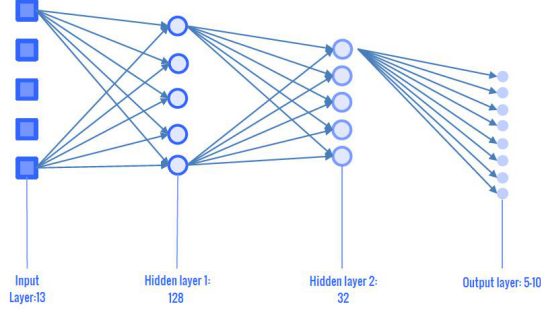 Input
Layer:13
Hidden layer 1:
128
Hidden layer 2:
32
Output layer: 5-10